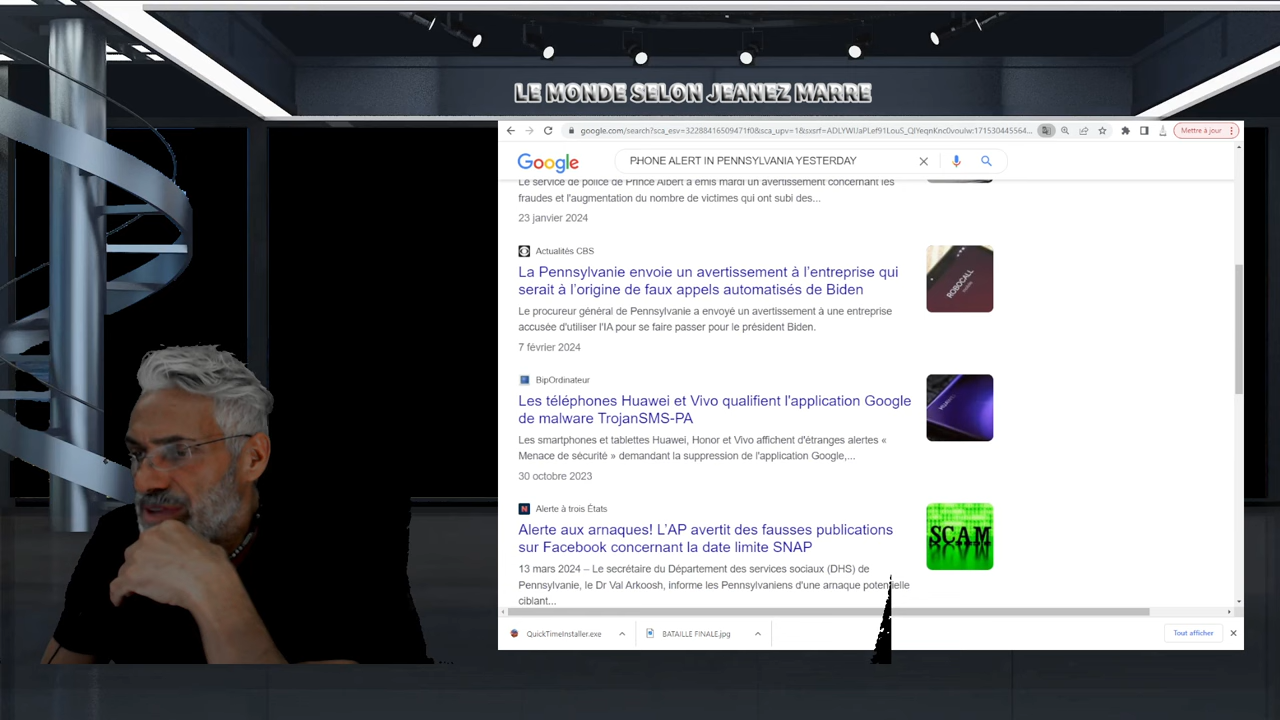 LE MONDE SELON JEANEZ MARRE
google.com/search?sca_esv=32288416509471f0&sca_upv=1&sxsrf=ADLYWIJaPLef91LouS_QlYeqnKnc0vouIw:171530445564...
Mettre à jour
Google
PHONE ALERT IN PENNSYLVANIA YESTERDAY
Le service de police de Prince Albert a émis mardi un avertissement concernant les
fraudes et l'augmentation du nombre de victimes qui ont subi des...
23 janvier 2024
Actualités CBS
La Pennsylvanie envoie un avertissement à l'entreprise qui
serait à l'origine de faux appels automatisés de Biden
ROBOCALL
Le procureur général de Pennsylvanie a envoyé un avertissement à une entreprise
accusée d'utiliser l'IA pour se faire passer pour le président Biden.
7 février 2024
BipOrdinateur
Les téléphones Huawei et Vivo qualifient l'application Google
de malware TrojanSMS-PA
HUAWEI
Les smartphones et tablettes Huawei, Honor et Vivo affichent d'étranges alertes «
Menace de sécurité » demandant la suppression de l'application Google,...
30 octobre 2023
N
Alerte à trois États
Alerte aux arnaques! L'AP avertit des fausses publications
sur Facebook concernant la date limite SNAP
SCAM
13 mars 2024 – Le secrétaire du Département des services sociaux (DHS) de
Pennsylvanie, le Dr Val Arkoosh, informe les Pennsylvaniens d'une arnaque potentielle
ciblant...
QuickTimeInstaller.exe
BATAILLE FINALE.jpg
Tout afficher